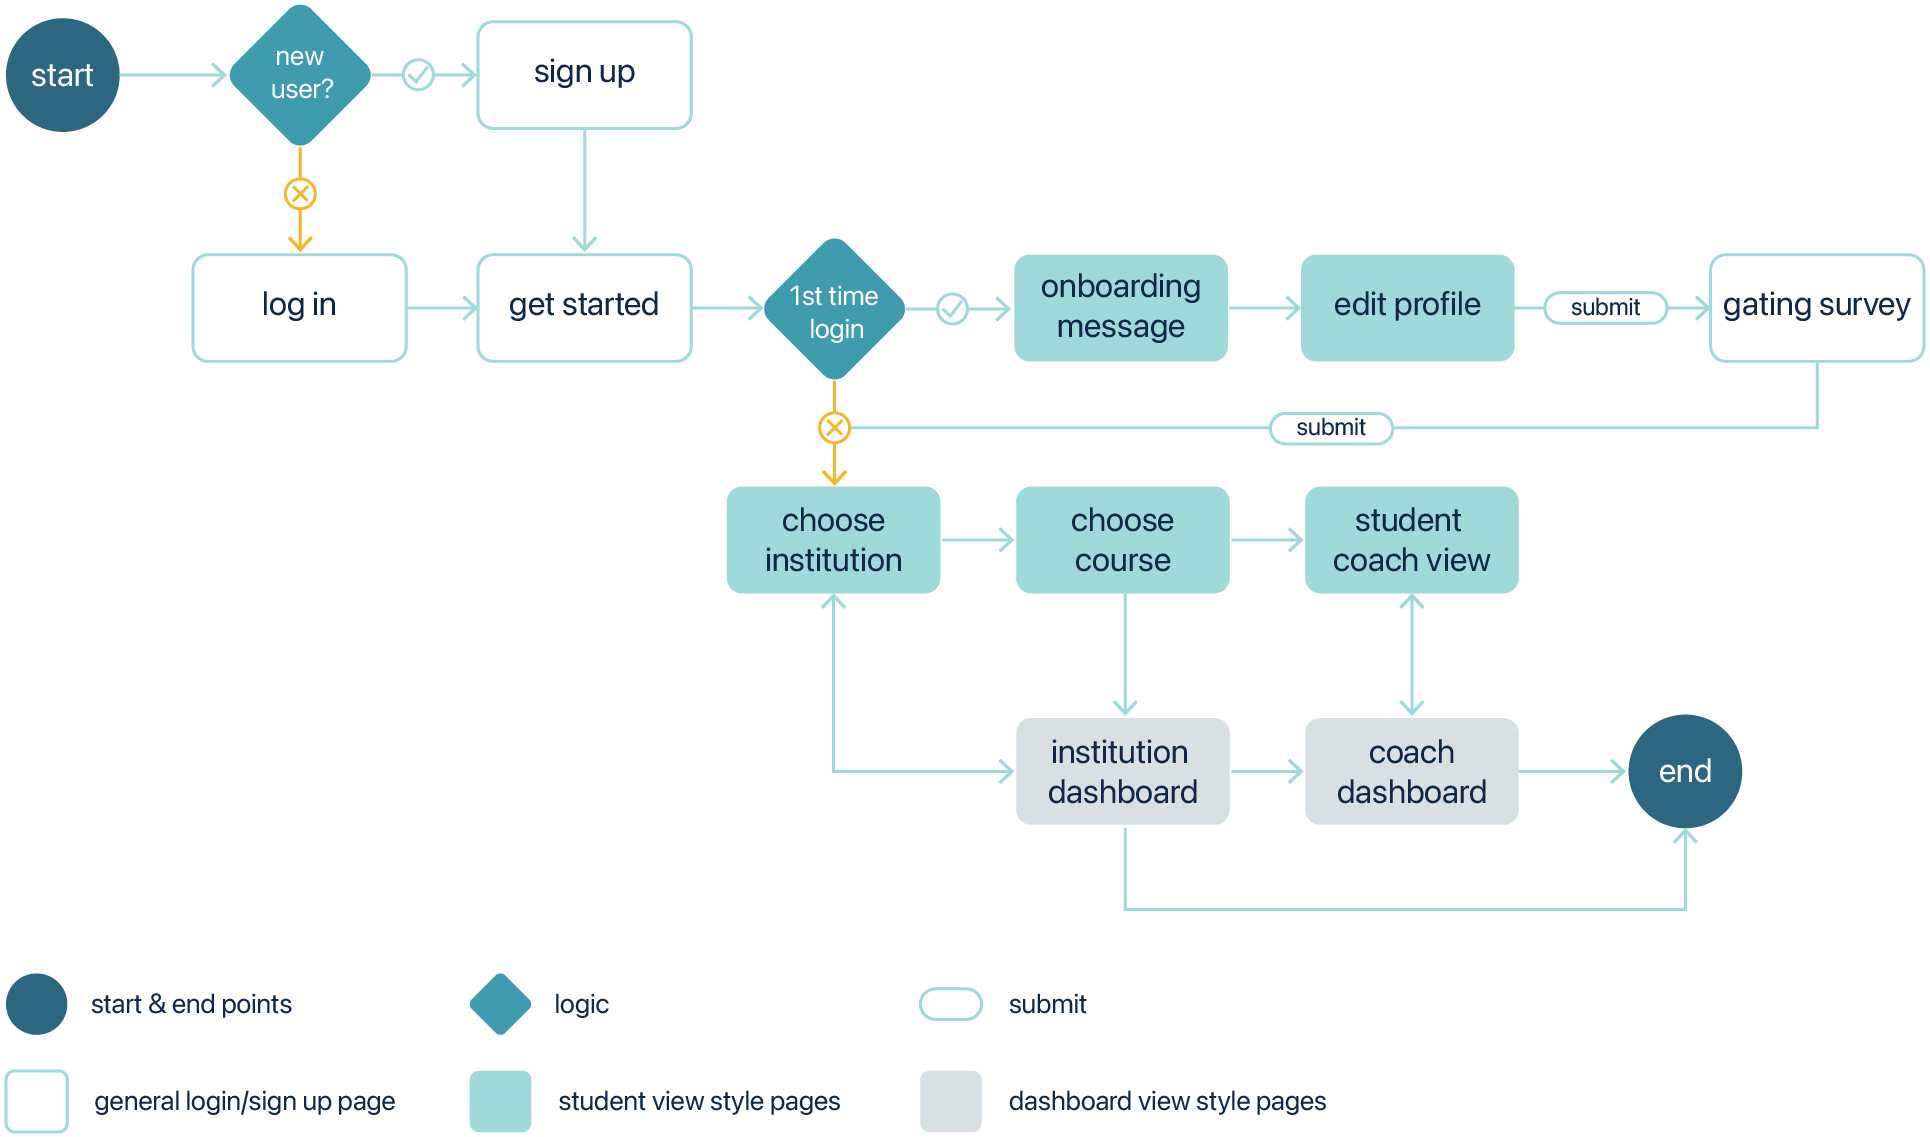 start
new
user?
sign up
log in
get started
1st time
login
onboarding
message
edit profile
submit
gating survey
submit
choose
institution
choose
course
student
coach view
institution
dashboard
coach
dashboard
end
start & end points
logic
submit
general login/sign up page
student view style pages
dashboard view style pages